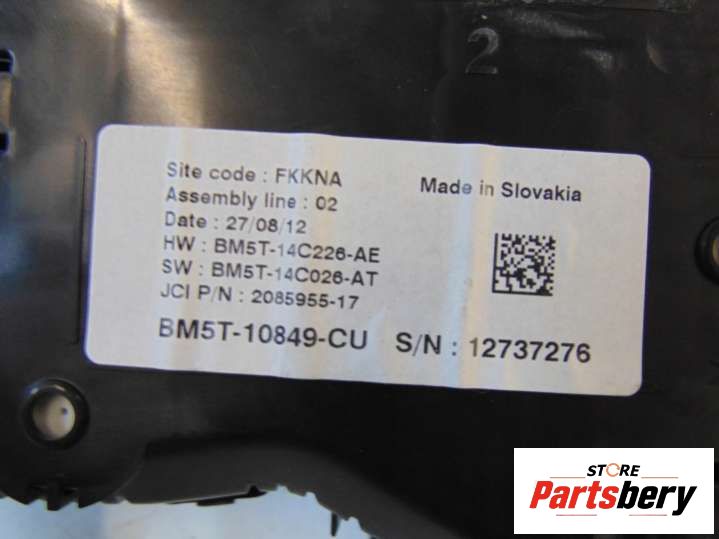 2
Site code : FKKNA
Made in Slovakia
Assembly line : 02
Date : 27/08/12
HW : BM5T-14C226-AE
SW : BM5T-14C026-AT
JCI P/N : 2085955-17
BM5T-10849-CU S/N : 12737276
STORE
Partsbery